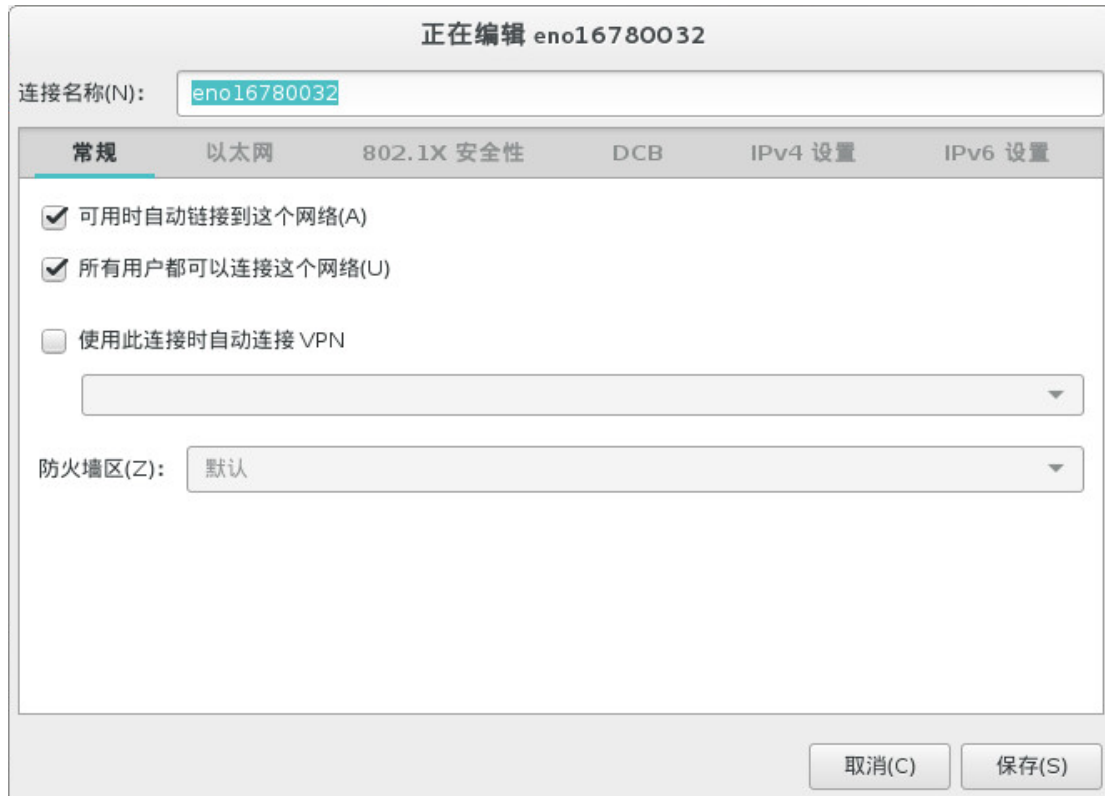 正在编辑 eno16780032
连接名称(N): eno16780032
常规 以太网 802.1X 安全性 DCB IPv4 设置 IPv6 设置
可用时自动链接到这个网络(A)
所有用户都可以连接这个网络(U)
使用此连接时自动连接 VPN
防火墙区(Z): 默认
取消(C) 保存(S)